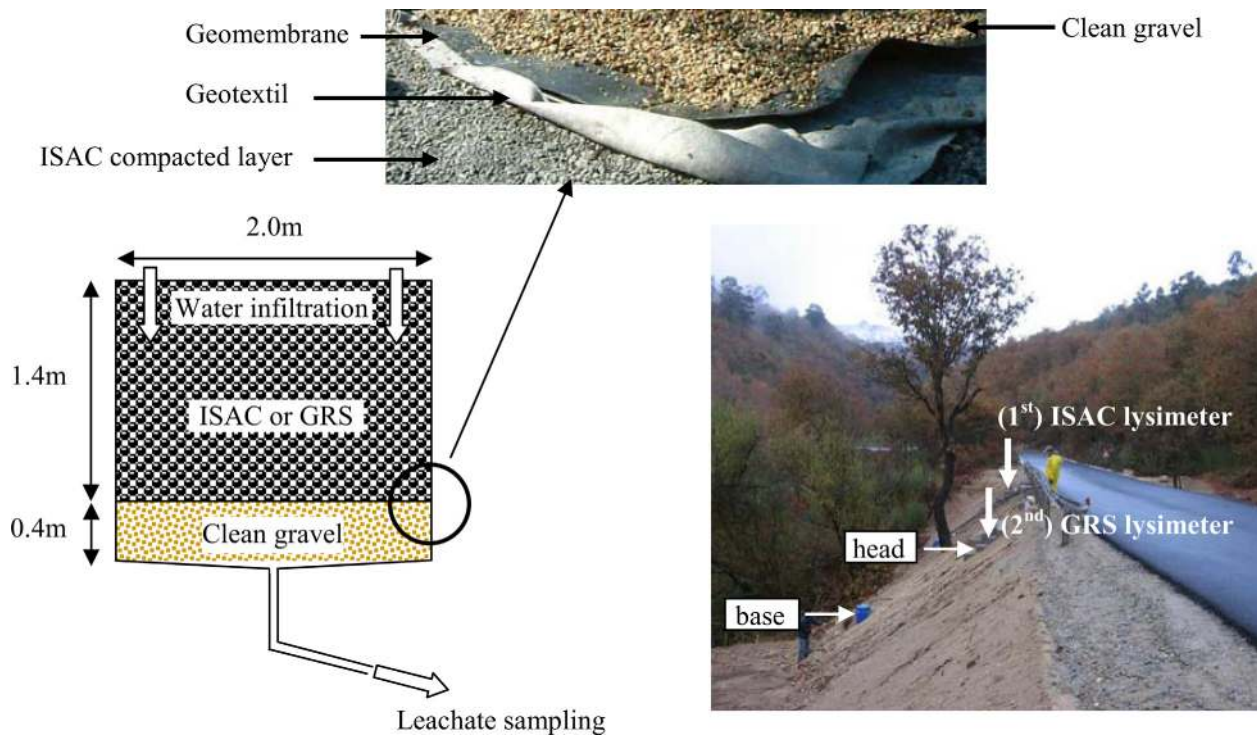 Geomembrane
Clean gravel
Geotextil
ISAC compacted layer
2.0m
Water infiltration
1.4m
ISAC or GRS
0.4m
Clean gravel
Leachate sampling
(1st) ISAC lysimeter
(2nd) GRS lysimeter
head
base